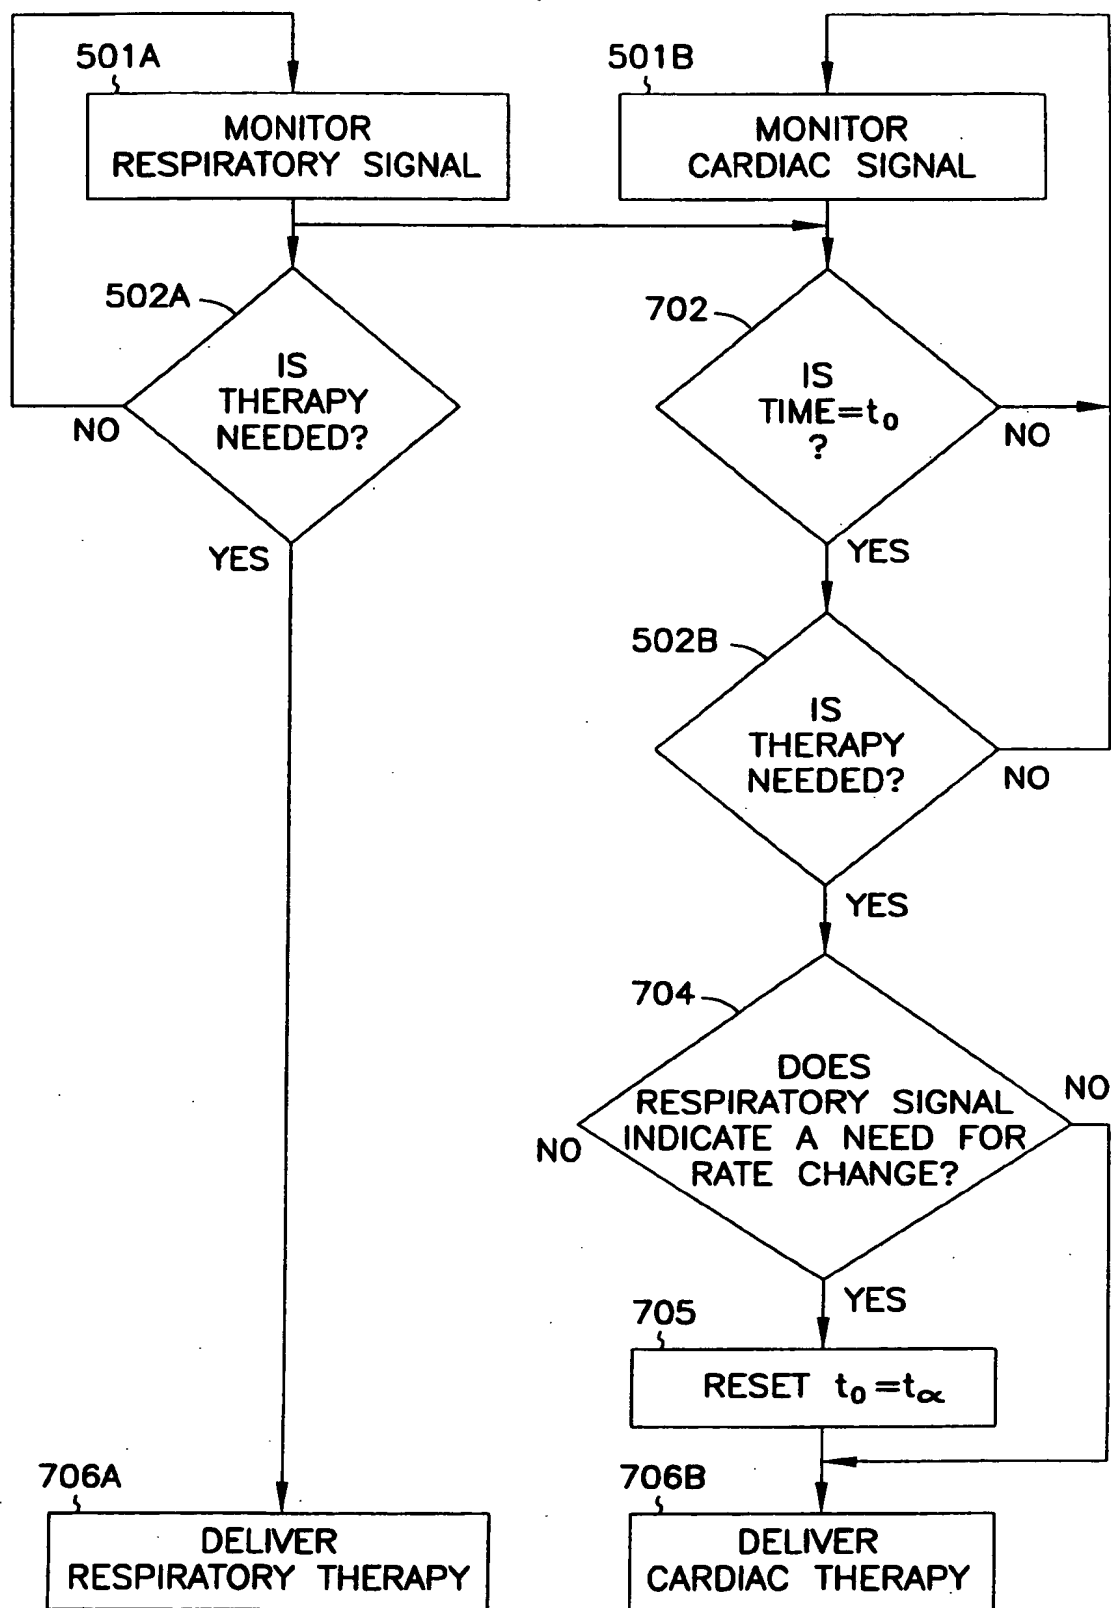 501A
MONITOR
RESPIRATORY SIGNAL
501B
MONITOR
CARDIAC SIGNAL
502A
IS
THERAPY
NEEDED?
NO
YES
702
IS
TIME=t₀
?
NO
YES
502B
IS
THERAPY
NEEDED?
NO
YES
704
DOES
RESPIRATORY SIGNAL
INDICATE A NEED FOR
RATE CHANGE?
NO
NO
YES
705
RESET t₀=t∝
706A
DELIVER
RESPIRATORY THERAPY
706B
DELIVER
CARDIAC THERAPY